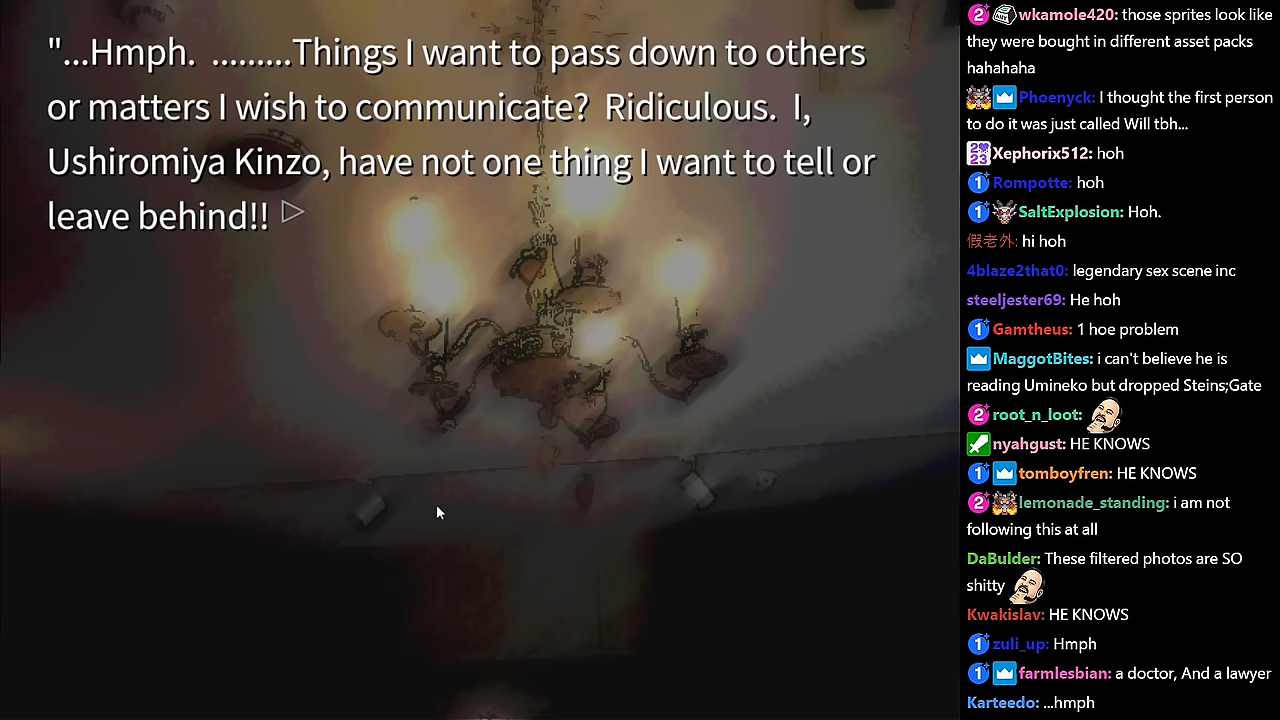 "...Hmph. .........Things I want to pass down to others
or matters I wish to communicate? Ridiculous. I,
Ushiromiya Kinzo, have not one thing I want to tell or
leave behind!!
wkamole420: those sprites look like
they were bought in different asset packs
hahahaha
Phoenyck: I thought the first person
to do it was just called Will tbh...
Xephorix512: hoh
Rompotte: hoh
SaltExplosion: Hoh.
假老外: hi hoh
4blaze2that0: legendary sex scene inc
steeljester69: He hoh
Gamtheus: 1 hoe problem
MaggotBites: i can't believe he is
reading Umineko but dropped Steins;Gate
root_n_loot:
nyahgust: HE KNOWS
tomboyfren: HE KNOWS
lemonade_standing: i am not
following this at all
DaBulder: These filtered photos are SO
shitty
Kwakislav: HE KNOWS
zuli_up: Hmph
farmlesbian: a doctor, And a lawyer
Karteedo: ...hmph